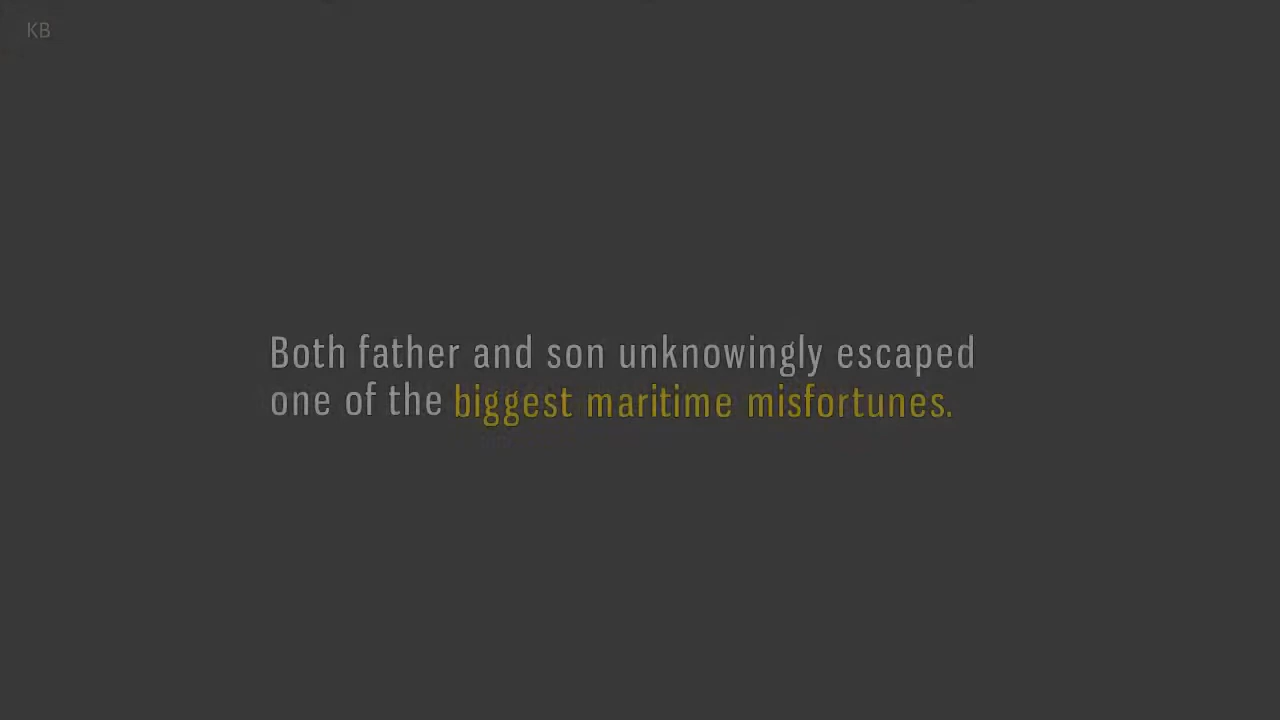 KB
Both father and son unknowingly escaped
one of the biggest maritime misfortunes.